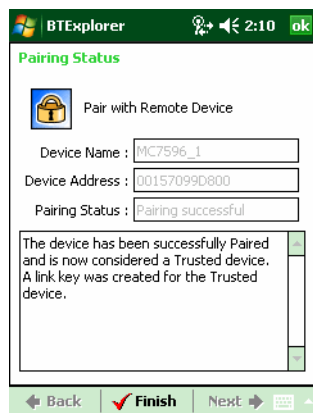 BTExplorer 2:10 ok
Pairing Status
Pair with Remote Device
Device Name : MC7596_1
Device Address : 00157099D800
Pairing Status : Pairing successful
The device has been successfully Paired
and is now considered a Trusted device.
A link key was created for the Trusted
device.
Back Finish Next